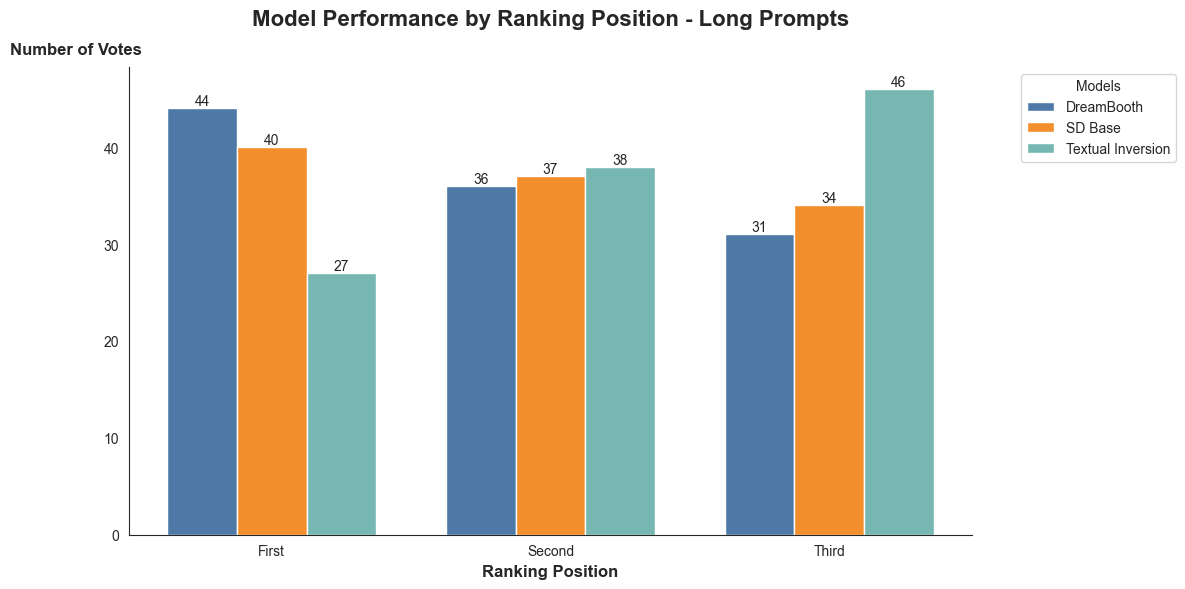 Model Performance by Ranking Position - Long Prompts
Number of Votes
Models
DreamBooth
SD Base
Textual Inversion
44
40
27
36
37
38
31
34
46
40
30
20
10
0
First
Second
Third
Ranking Position